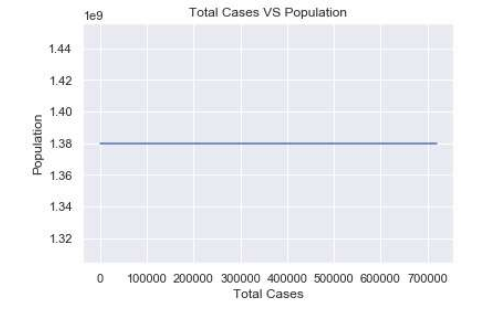 Total Cases VS Population
1e9
1.44
1.42
1.40
1.38
1.36
1.34
1.32
Population
0 100000 200000 300000 400000 500000 600000 700000
Total Cases